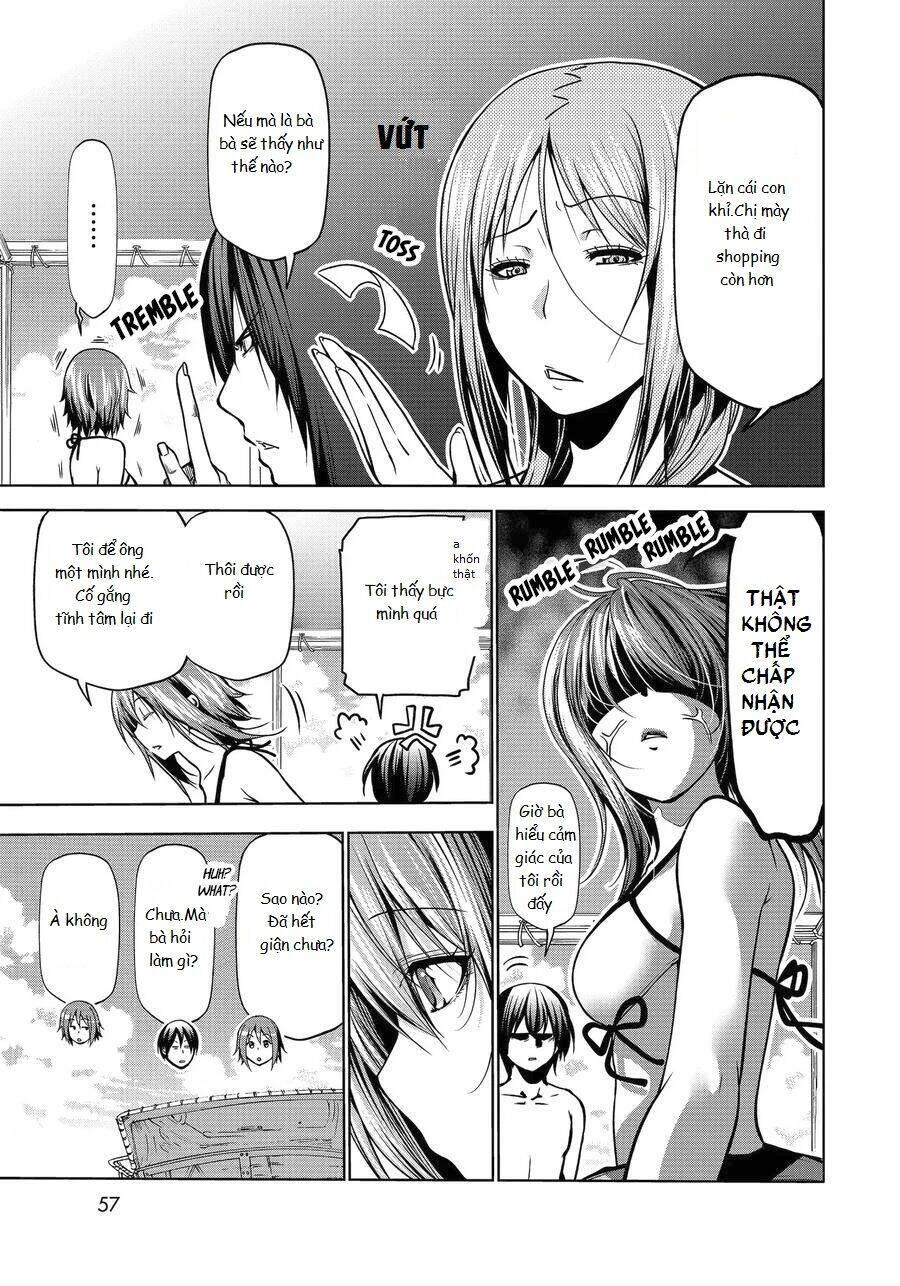 Lặn cái con
khỉ.Chị mày
thà đi
shopping
còn hơn
VỨT
TOSS
Nếu mà là bà
bà sẽ thấy như
thế nào?
TREMBLE
......
RUMBLE
RUMBLE
RUMBLE
THẬT
KHÔNG
THỂ
CHẤP
NHẬN
ĐƯỢC
Giờ bà
hiểu cảm
giác của
tôi rồi
đấy
a
khốn
thật
Tôi thấy bực
mình quá
Thôi được
rồi
Tôi để ông
một mình nhé.
Cố gắng
tĩnh tâm lại đi
Sao nào?
Đã hết
giận chưa?
HUH?
WHAT?
Chưa.Mà
bà hỏi
làm gì?
À không
57